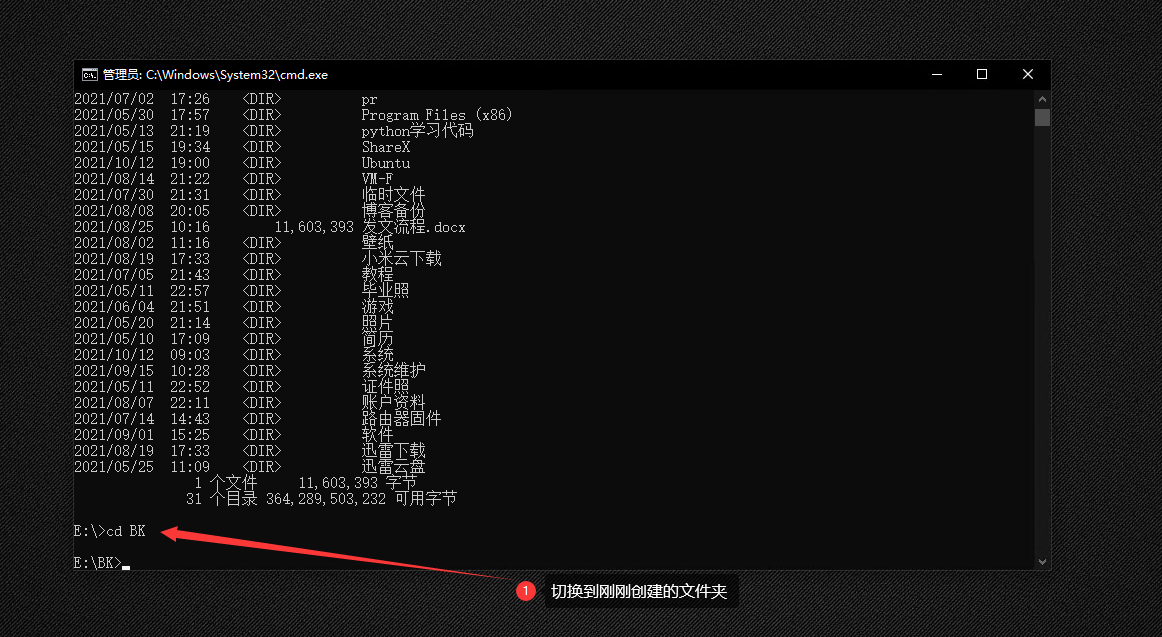 管理员: C:\Windows\System32\cmd.exe
2021/07/02  17:26    <DIR>          pr
2021/05/30  17:57    <DIR>          Program Files (x86)
2021/05/13  21:19    <DIR>          python学习代码
2021/05/15  19:34    <DIR>          ShareX
2021/10/12  19:00    <DIR>          Ubuntu
2021/08/14  21:22    <DIR>          VM-F
2021/07/30  21:31    <DIR>          临时文件
2021/08/08  20:05    <DIR>          博客备份
2021/08/25  10:16        11,603,393 发文流程.docx
2021/08/02  11:16    <DIR>          壁纸
2021/08/19  17:33    <DIR>          小米云下载
2021/07/05  21:43    <DIR>          教程
2021/05/11  22:57    <DIR>          毕业照
2021/06/04  21:51    <DIR>          游戏
2021/05/20  21:14    <DIR>          照片
2021/05/10  17:09    <DIR>          简历
2021/10/12  09:03    <DIR>          系统
2021/09/15  10:28    <DIR>          系统维护
2021/05/11  22:52    <DIR>          证件照
2021/08/07  22:11    <DIR>          账户资料
2021/07/14  14:43    <DIR>          路由器固件
2021/09/01  15:25    <DIR>          软件
2021/08/19  17:33    <DIR>          迅雷下载
2021/05/25  11:09    <DIR>          迅雷云盘
1 个文件     11,603,393 字节
31 个目录 364,289,503,232 可用字节
E:\>cd BK
E:\BK>
1 切换到刚刚创建的文件夹